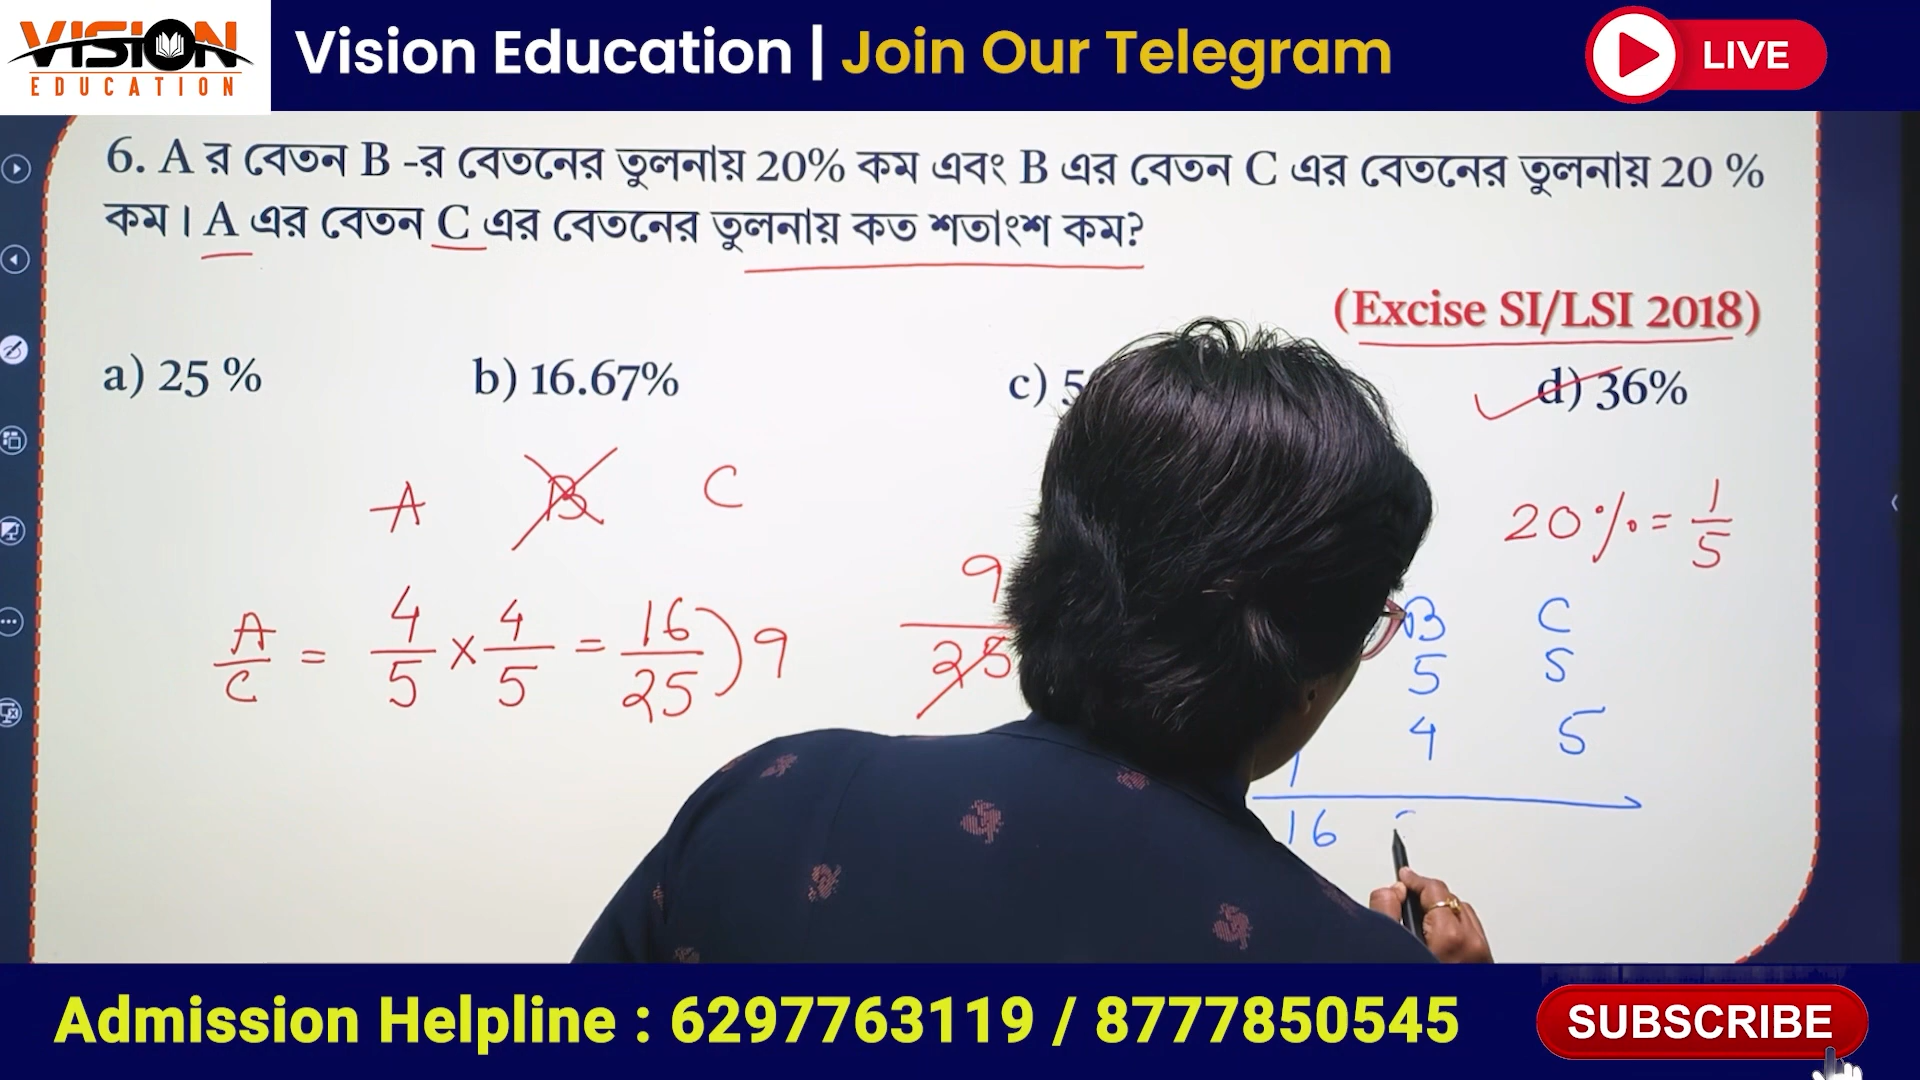 VISION
EDUCATION
Vision Education | Join Our Telegram
LIVE
6. A র বেতন B -র বেতনের তুলনায় 20% কম এবং B এর বেতন C এর বেতনের তুলনায় 20 %
কম। A এর বেতন C এর বেতনের তুলনায় কত শতাংশ কম?
(Excise SI/LSI 2018)
a) 25 % b) 16.67% c) 5 d) 36%
A B C
20% = 1/5
A/C = 4/5 × 4/5 = 16/25 ) 9
9/25
B C
5 5
4 5
16
Admission Helpline : 6297763119 / 8777850545
SUBSCRIBE